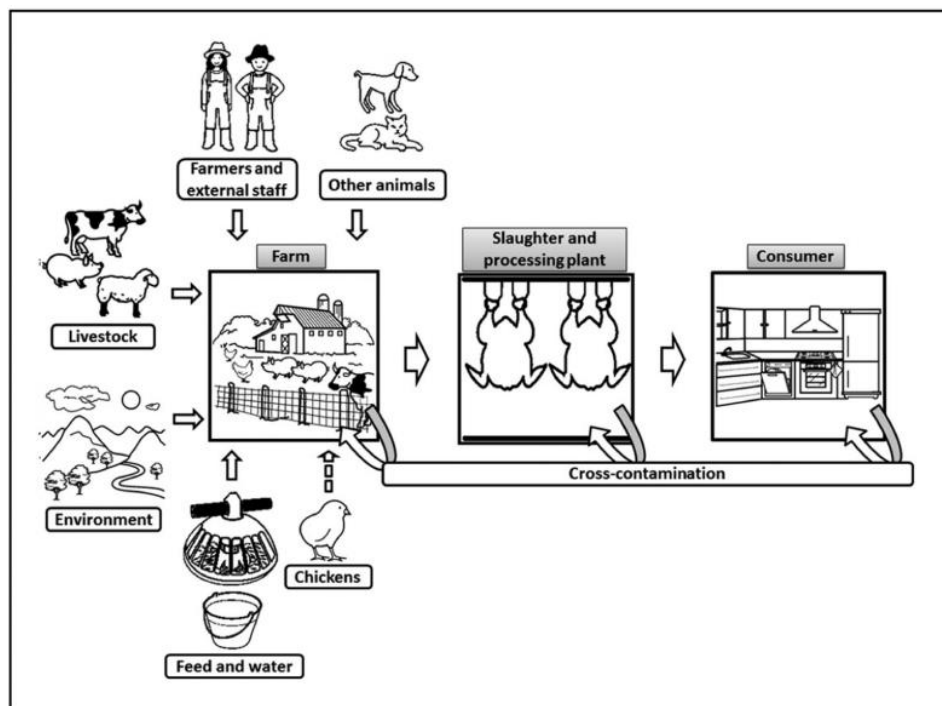 Farmers and
external staff
Other animals
Farm
Slaughter and
processing plant
Consumer
Livestock
Cross-contamination
Environment
Chickens
Feed and water